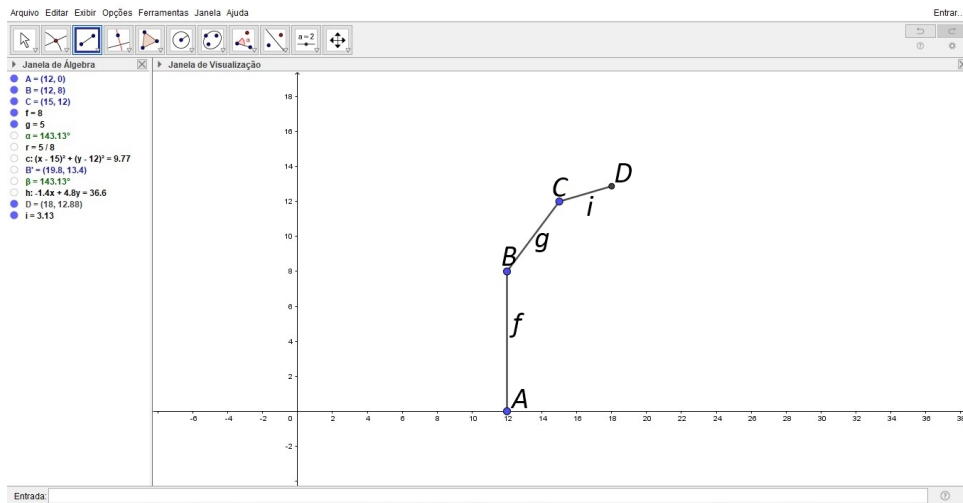 Arquivo Editar Exibir Opções Ferramentas Janela Ajuda Entrar...
a = 2
Janela de Álgebra
Janela de Visualização
A = (12, 0)
B = (12, 8)
C = (15, 12)
f = 8
g = 5
α = 143.13°
r = 5 / 8
c: (x - 15)² + (y - 12)² = 9.77
B' = (19.8, 13.4)
β = 143.13°
h: -1.4x + 4.8y = 36.6
D = (18, 12.88)
i = 3.13
18
16
14
12
10
8
6
4
2
-2
-6 -4 -2 0 2 4 6 8 10 12 14 16 18 20 22 24 26 28 30 32 34 36 38
D
C
i
g
B
f
A
Entrada: